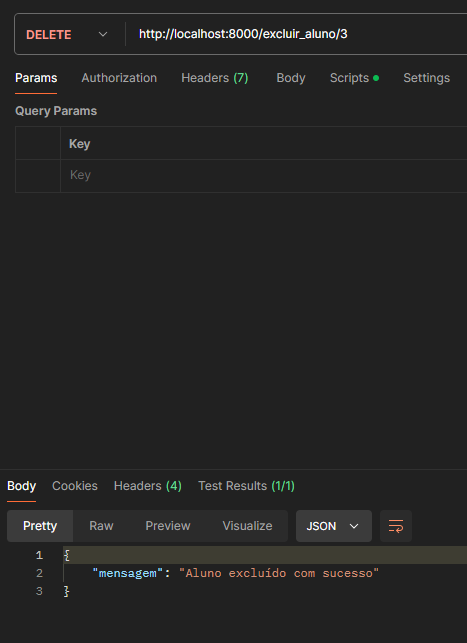 DELETE http://localhost:8000/excluir_aluno/3
Params Authorization Headers (7) Body Scripts Settings
Query Params
Key
Key
Body Cookies Headers (4) Test Results (1/1)
Pretty Raw Preview Visualize JSON
1 {
2 "mensagem": "Aluno excluído com sucesso"
3 }